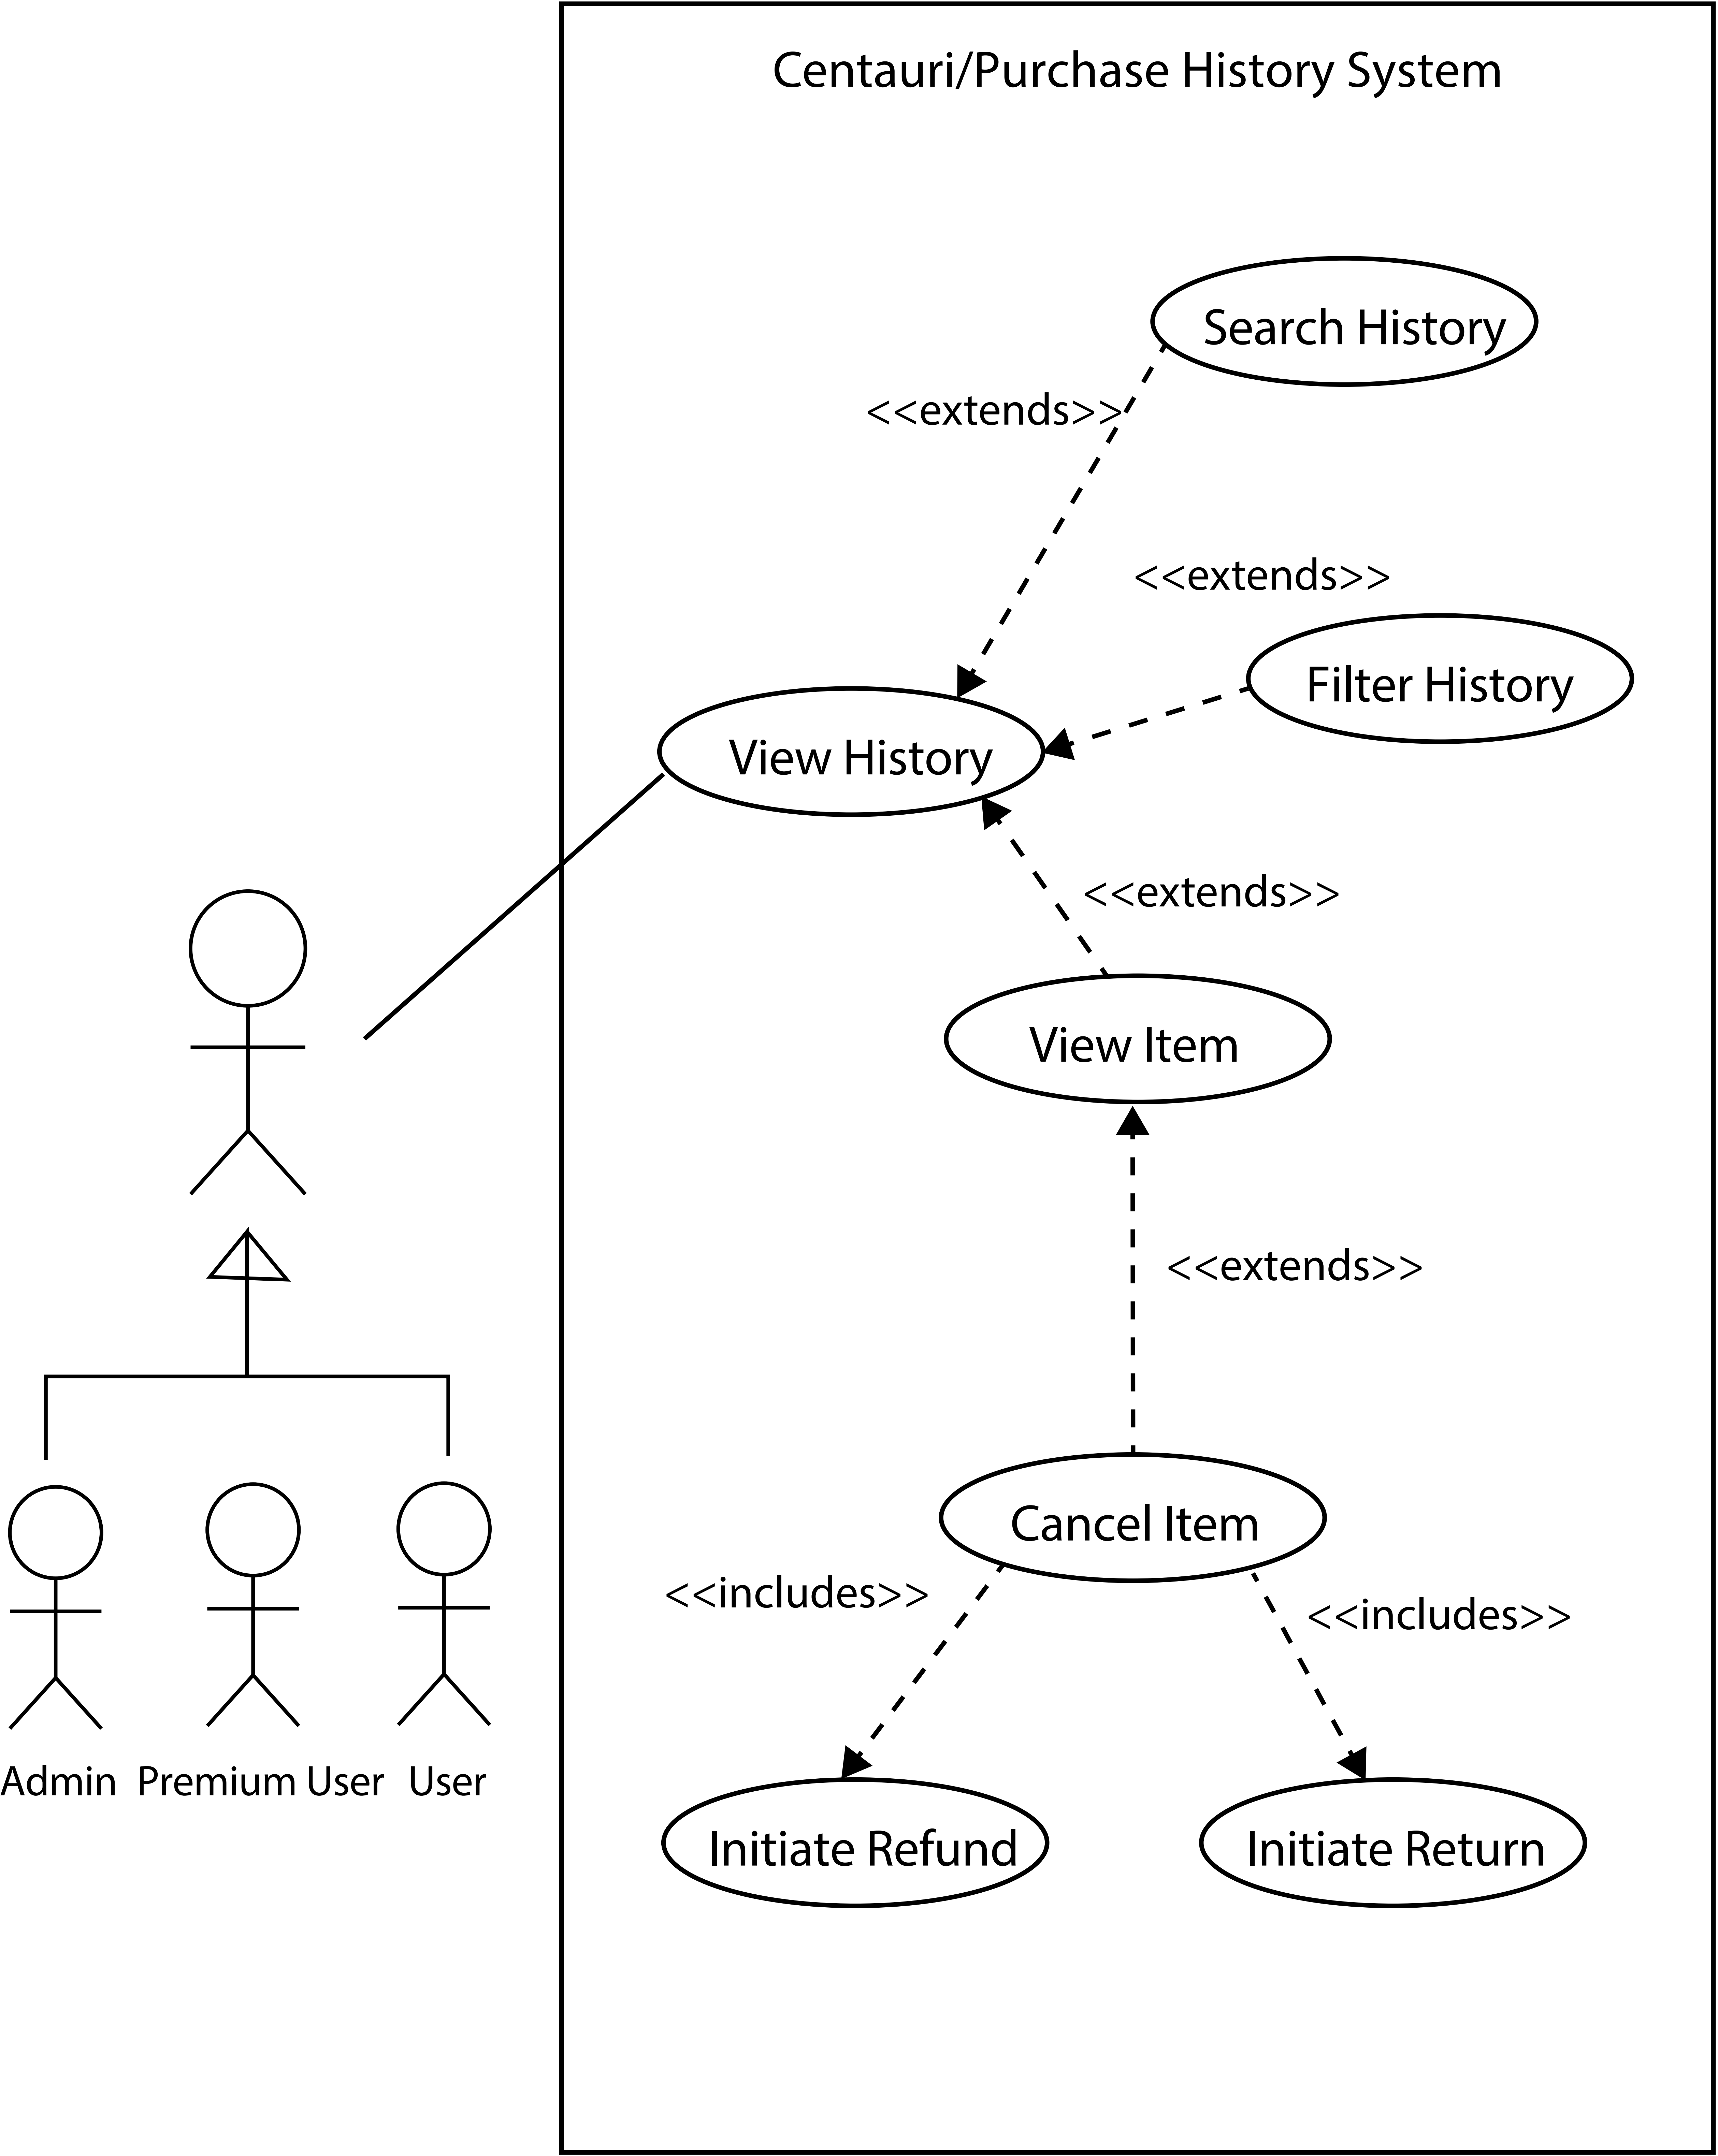 Centauri/Purchase History System
Search History
<<extends>>
<<extends>>
Filter History
View History
<<extends>>
View Item
<<extends>>
Cancel Item
<<includes>>
<<includes>>
Admin Premium User User
Initiate Refund
Initiate Return